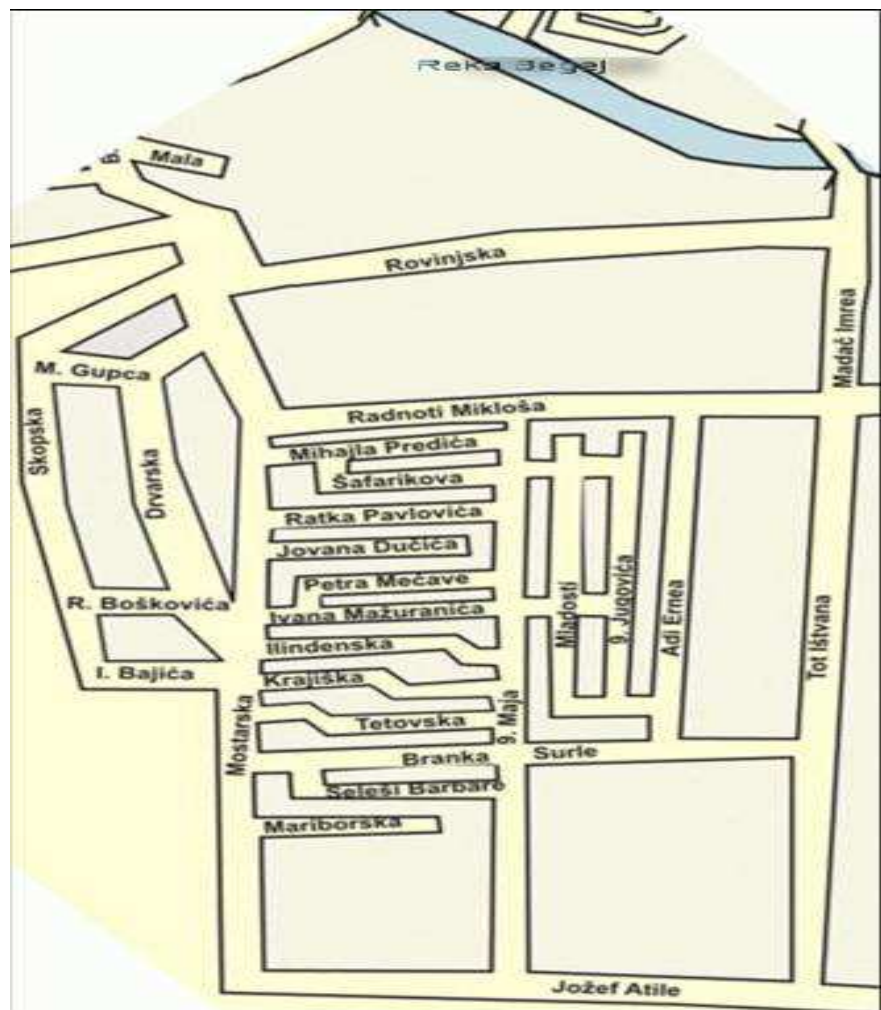 Reka Begej
B.
Mala
Rovinjska
Madač Imrea
M. Gupca
Radnoti Mikloša
Skopska
Mihajla Predića
Drvarska
Šafarikova
Ratka Pavlovića
Jovana Dučića
Petra Mečave
R. Boškovića
Ivana Mažuranića
Mladosti
9. Jugovića
Adi Ernea
Tot Ištvana
Ilindenska
I. Bajića
Krajiška
Mostarska
9. Maja
Tetovska
Branka Surle
Seleši Barbare
Mariborska
Jožef Atile